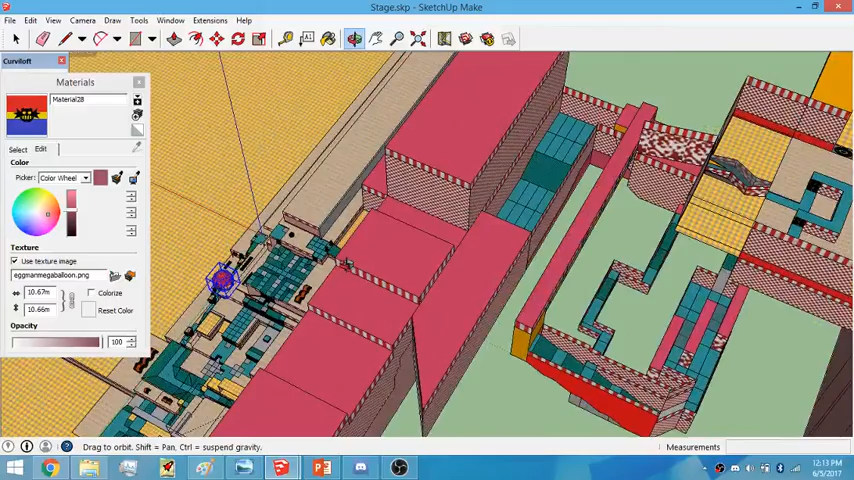 Stage.skp - SketchUp Make
File Edit View Camera Draw Tools Window Extensions Help
Curviloft
Materials
Material28
Select Edit
Color
Picker: Color Wheel
Texture
Use texture image
eggmanmegaballoon.png
10.67m
Colorize
10.66m
Reset Color
Opacity
100
Drag to orbit. Shift = Pan, Ctrl = suspend gravity.
Measurements
12:13 PM
6/5/2017